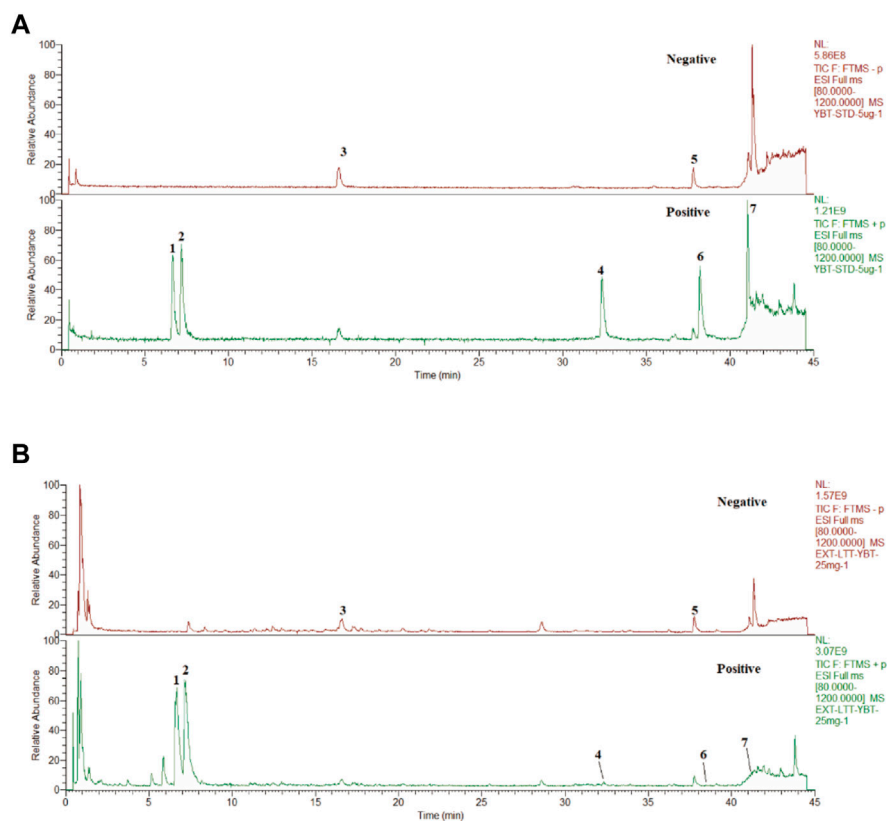 A
Relative Abundance
100
80
60
40
20
0
3
Negative
5
NL:
5.86E8
TIC F: FTMS - p
ESI Full ms
[80.0000-
1200.0000] MS
YBT-STD-5ug-1
Relative Abundance
100
80
60
40
20
0
1
2
4
Positive
6
7
NL:
1.21E9
TIC F: FTMS + p
ESI Full ms
[80.0000-
1200.0000] MS
YBT-STD-5ug-1
0 5 10 15 20 25 30 35 40 45
Time (min)
B
Relative Abundance
100
80
60
40
20
0
3
Negative
5
NL:
1.57E9
TIC F: FTMS - p
ESI Full ms
[80.0000-
1200.0000] MS
EXT-LTT-YBT-
25mg-1
Relative Abundance
100
80
60
40
20
0
1
2
4
Positive
6
7
NL:
3.07E9
TIC F: FTMS + p
ESI Full ms
[80.0000-
1200.0000] MS
EXT-LTT-YBT-
25mg-1
0 5 10 15 20 25 30 35 40 45
Time (min)